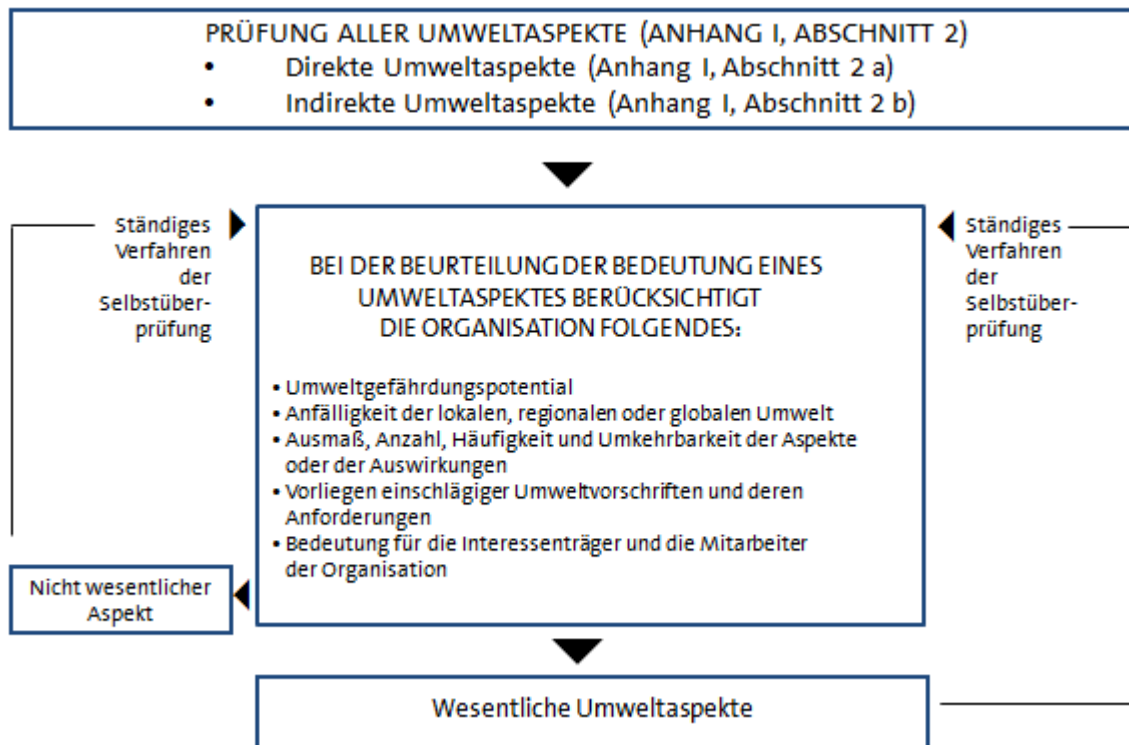 PRÜFUNG ALLER UMWELTASPEKTE (ANHANG I, ABSCHNITT 2)
• Direkte Umweltaspekte (Anhang I, Abschnitt 2 a)
• Indirekte Umweltaspekte (Anhang I, Abschnitt 2 b)
Ständiges
Verfahren
der
Selbstüber-
prüfung
BEI DER BEURTEILUNG DER BEDEUTUNG EINES
UMWELTASPEKTES BERÜCKSICHTIGT
DIE ORGANISATION FOLGENDES:
• Umweltgefährdungspotential
• Anfälligkeit der lokalen, regionalen oder globalen Umwelt
• Ausmaß, Anzahl, Häufigkeit und Umkehrbarkeit der Aspekte
oder der Auswirkungen
• Vorliegen einschlägiger Umweltvorschriften und deren
Anforderungen
• Bedeutung für die Interessenträger und die Mitarbeiter
der Organisation
Ständiges
Verfahren
der
Selbstüber-
prüfung
Nicht wesentlicher
Aspekt
Wesentliche Umweltaspekte